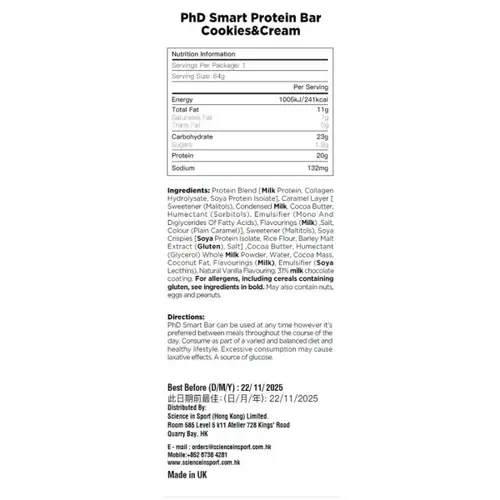 PhD Smart Protein Bar
Cookies&Cream
Nutrition Information
Servings Per Package: 1
Serving Size: 64g
Per Serving
Energy 1005kJ/241kcal
Total Fat 11g
Saturated Fat 7g
Trans Fat 0g
Carbohydrate 23g
Sugars 1.2g
Protein 20g
Sodium 132mg
Ingredients: Protein Blend [Milk Protein, Collagen
Hydrolysate, Soya Protein Isolate], Caramel Layer [
Sweetener (Malitols), Condensed Milk, Cocoa Butter,
Humectant (Sorbitols), Emulsifier (Mono And
Diglycerides Of Fatty Acids), Flavourings (Milk) ,Salt,
Colour (Plain Caramel)], Sweetener (Maltitols), Soya
Crispies [Soya Protein Isolate, Rice Flour, Barley Malt
Extract (Gluten), Salt] ,Cocoa Butter, Humectant
(Glycerol) Whole Milk Powder, Water, Cocoa Mass,
Coconut Fat, Flavourings (Milk), Emulsifier (Soya
Lecithins), Natural Vanilla Flavouring. 31% milk chocolate
coating. For allergens, including cereals containing
gluten, see ingredients in bold. May also contain nuts,
eggs and peanuts.
Directions:
PhD Smart Bar can be used at any time however it's
preferred between meals throughout the course of the
day. Consume as part of a varied and balanced diet and
healthy lifestyle. Excessive consumption may cause
laxative effects. A source of glucose.
Best Before (D/M/Y) : 22/ 11/ 2025
此日期前最佳：(日/月/年): 22/11/2025
Distributed By:
Science in Sport (Hong Kong) Limited.
Room 585 Level 5 k11 Atelier 728 Kings' Road
Quarry Bay, HK
E - mail : orders@scienceinsport.com.hk
Mobile:+852 6738 4281
www.scienceinsport.com.hk
Made in UK